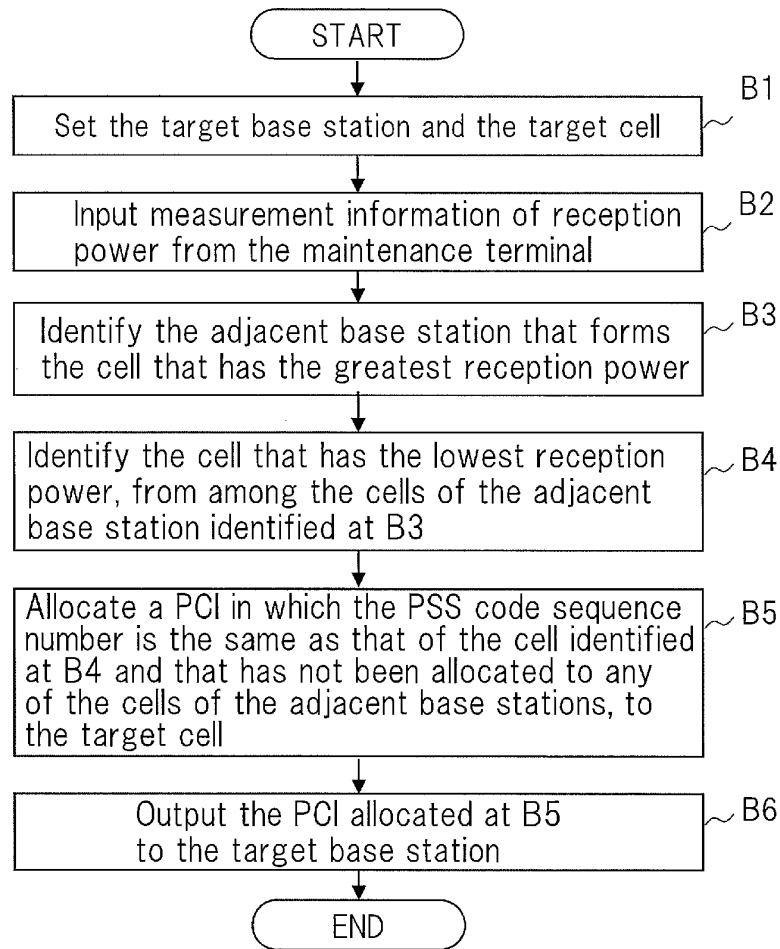 START
B1
Set the target base station and the target cell
B2
Input measurement information of reception
power from the maintenance terminal
B3
Identify the adjacent base station that forms
the cell that has the greatest reception power
B4
Identify the cell that has the lowest reception
power, from among the cells of the adjacent
base station identified at B3
B5
Allocate a PCI in which the PSS code sequence
number is the same as that of the cell identified
at B4 and that has not been allocated to any
of the cells of the adjacent base stations, to
the target cell
B6
Output the PCI allocated at B5
to the target base station
END